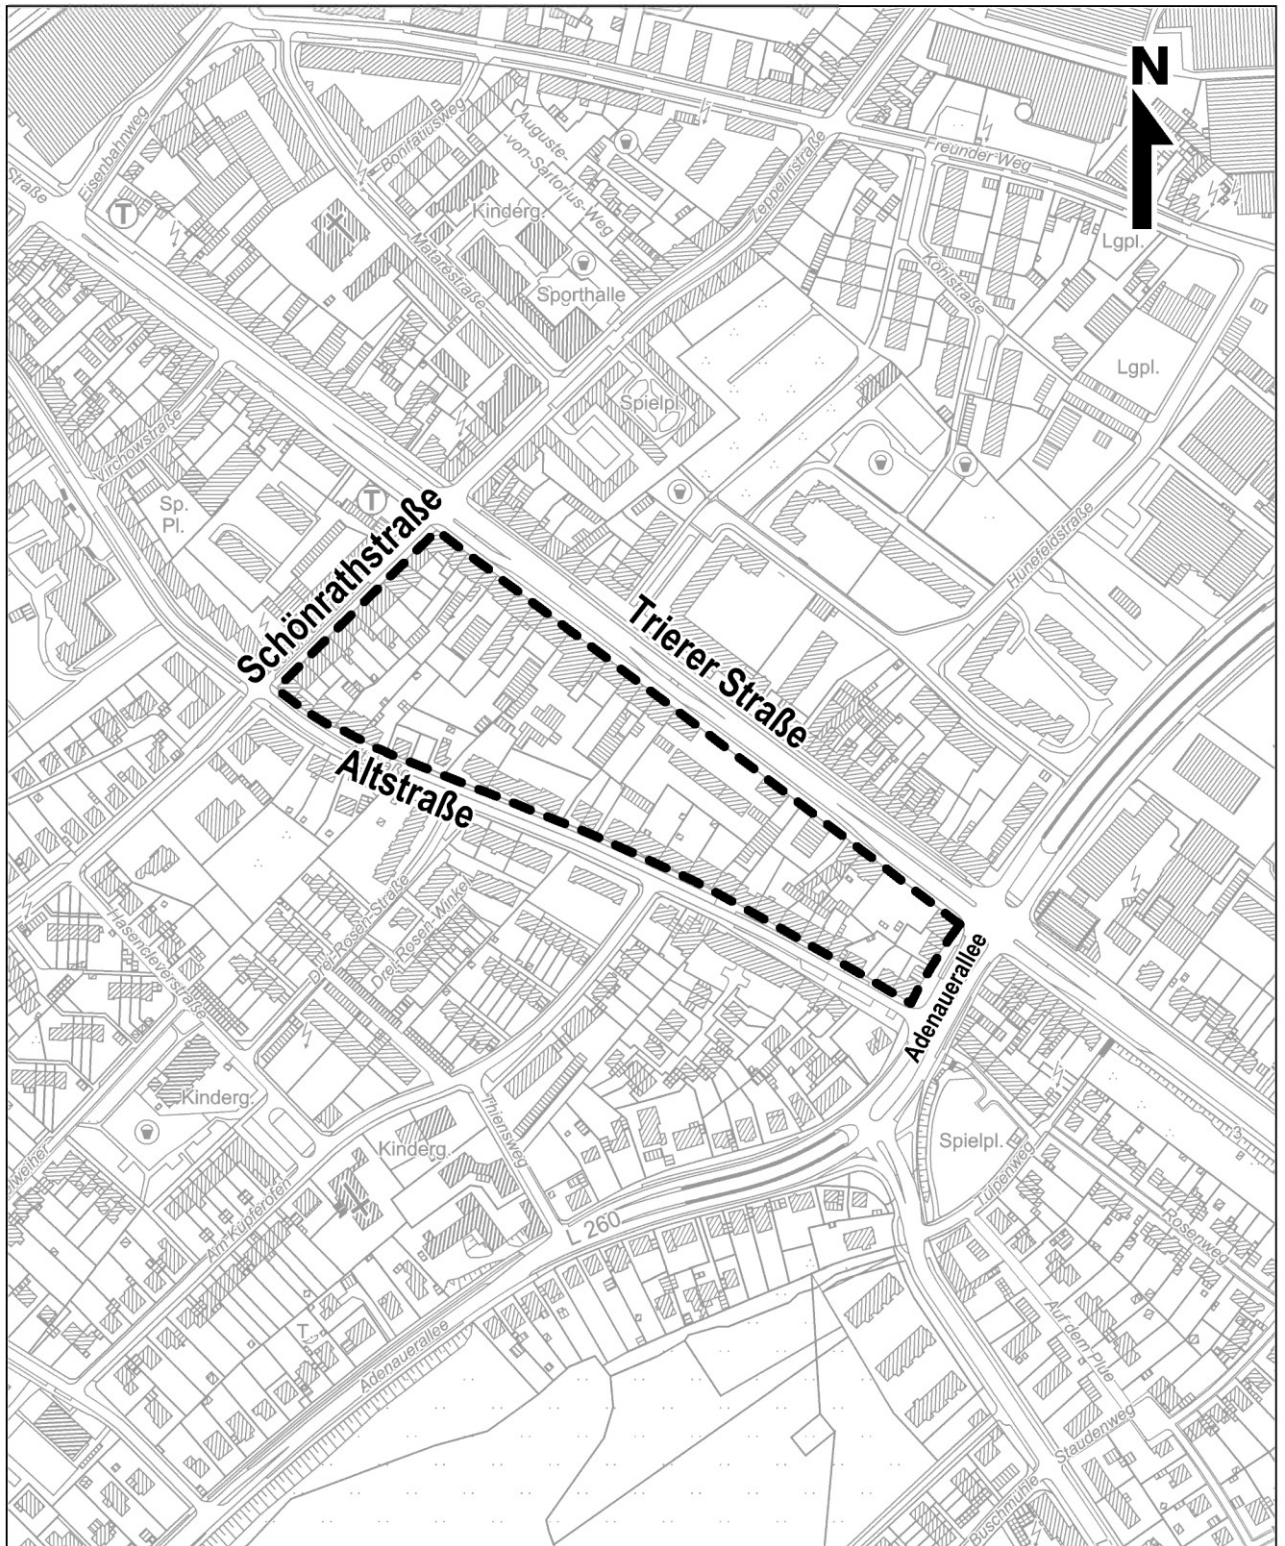 N
Eisenbahnweg
Straße
T
Bonifatiusweg
Auguste-
-von-Sartorius-Weg
Kinderg.
Matarestraße
Sporthalle
Zeppelinstraße
Freunder Weg
Lgpl.
Lgpl.
Spielpl.
Virchowstraße
Sp.
Pl.
T
Hünefeldstraße
Schönrathstraße
Trierer Straße
Altstraße
Adenauerallee
Hasencleverstraße
Drei-Rosen-Straße
Drei-Rosen-Winkel
Kinderg.
Kinderg.
Thiensweg
Spielpl.
Tulpenweg
Rosenweg
weiher
Am Kupferofen
L 260
T
Adenauerallee
Auf dem Plue
Staudenweg
Buschmühle